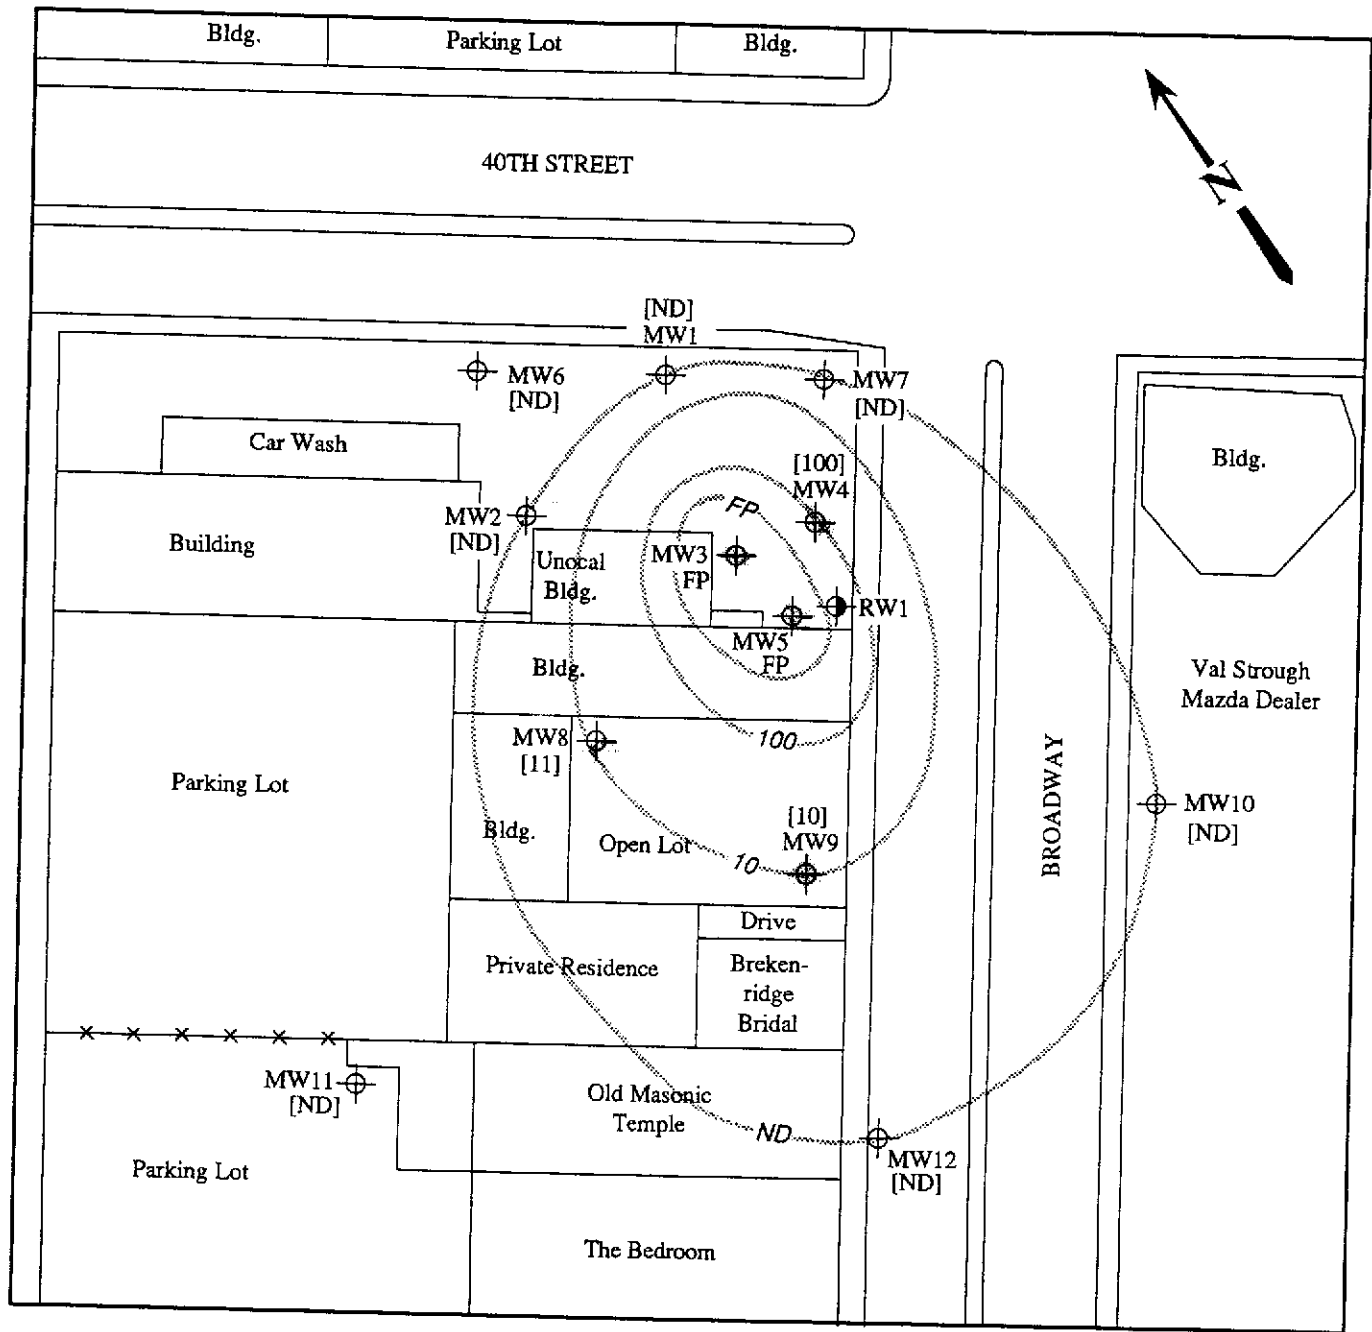 Bldg.
Parking Lot
Bldg.
40TH STREET
N
[ND]
MW1
MW6
[ND]
MW7
[ND]
Car Wash
Bldg.
[100]
MW4
FP
MW2
[ND]
Building
Unocal
Bldg.
MW3
FP
RW1
MW5
FP
Bldg.
Val Strough
Mazda Dealer
100
MW8
[11]
Parking Lot
BROADWAY
MW10
[ND]
[10]
MW9
Bldg.
Open Lot
10
Drive
Private Residence
Breken-
ridge
Bridal
MW11
[ND]
Old Masonic
Temple
ND
MW12
[ND]
Parking Lot
The Bedroom